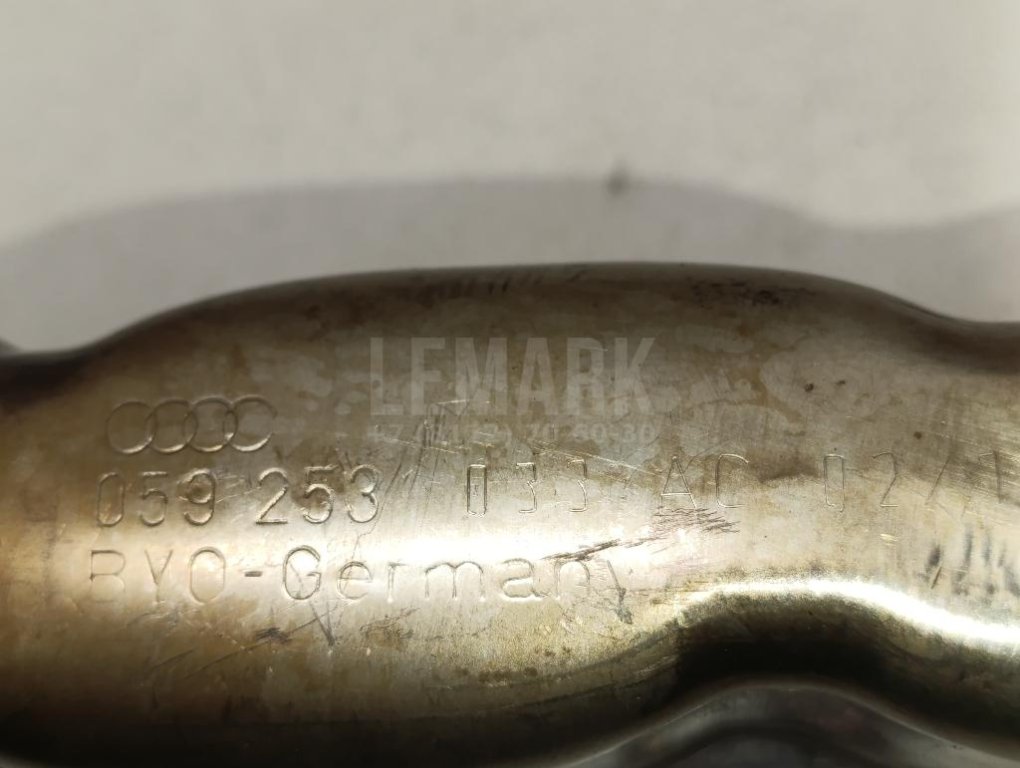 LEMARK
059 253 033 AC 02/1
BYO-Germany